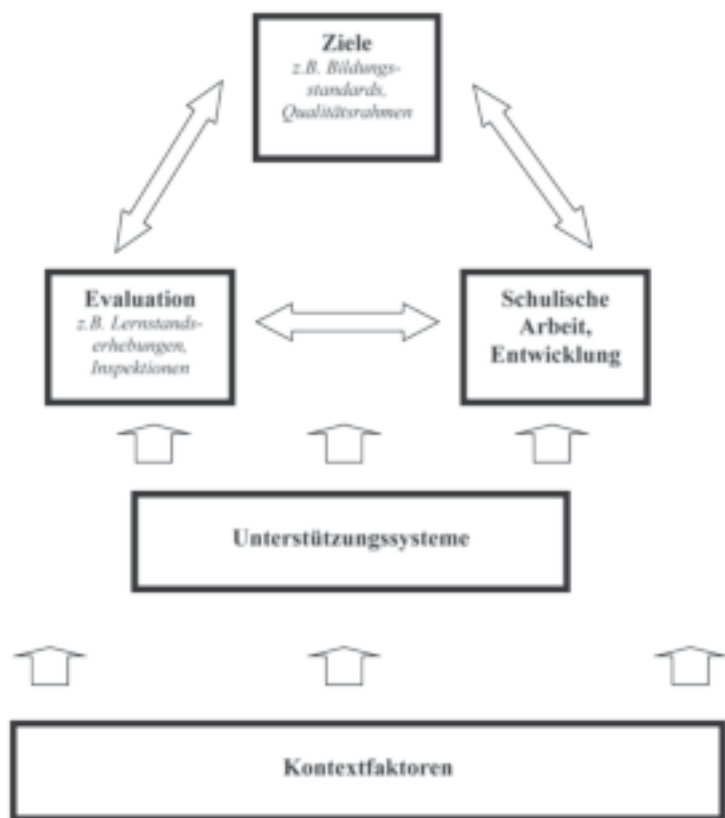 Ziele
z.B. Bildungs-
standards,
Qualitätsrahmen
Evaluation
z.B. Lernstands-
erhebungen,
Inspektionen
Schulische
Arbeit,
Entwicklung
Unterstützungssysteme
Kontextfaktoren